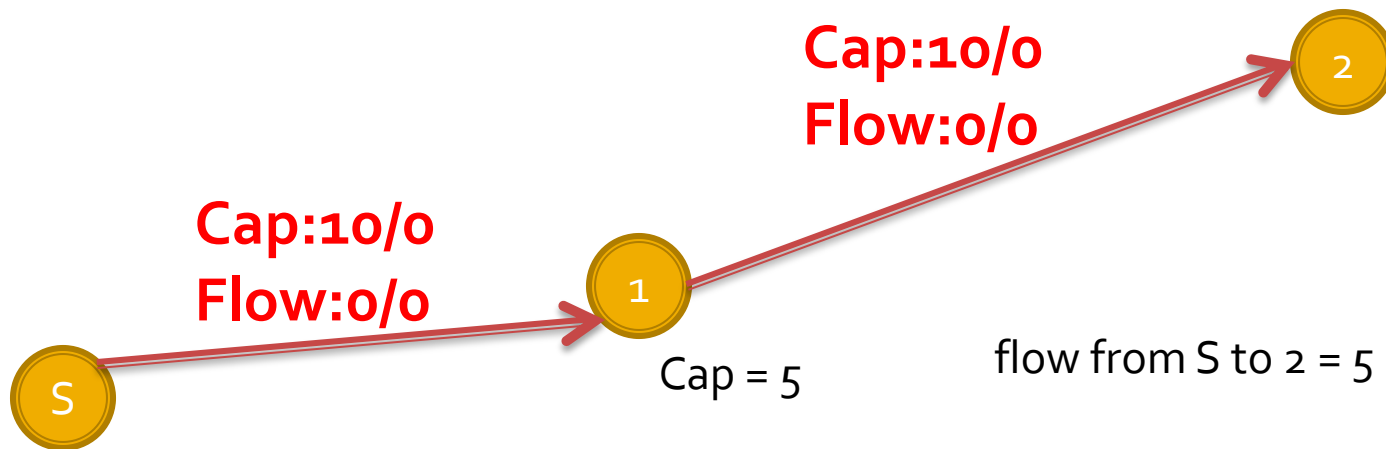 Cap:10/0
Flow:0/0
2
Cap:10/0
Flow:0/0
1
Cap = 5
flow from S to 2 = 5
S